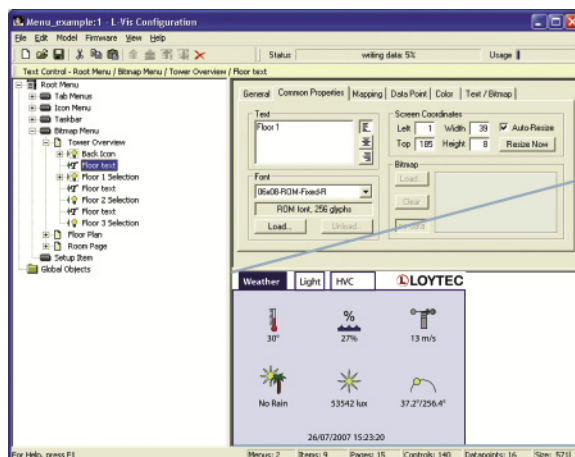 Menu_example:1 - L-Vis Configuration
File Edit Model Firmware View Help
Status writing data: 5% Usage
Text Control - Root Menu / Bitmap Menu / Tower Overview / Floor text
Root Menu
Tab Menus
Icon Menu
Taskbar
Bitmap Menu
Tower Overview
Back Icon
Floor text
Floor 1 Selection
Floor text
Floor 2 Selection
Floor text
Floor 3 Selection
Floor Plan
Room Page
Setup Item
Global Objects
General Common Properties Mapping Data Point Color Text / Bitmap
Text
Floor 1
Screen Coordinates
Left 1 Width 39 Auto-Resize
Top 185 Height 8 Resize Now
Font
06x08-ROM-Fixed-R
ROM font, 256 glyphs
Load... Unload...
Bitmap
Load...
Clear
Weather Light HVC LOYTEC
30° 27% 13 m/s
%
No Rain 53542 lux 37.2°/256.4°
26/07/2007 15:23:20
For Help, press F1
Menus: 2 Items: 9 Pages: 15 Controls: 140 Datapoints: 16 Size: 571